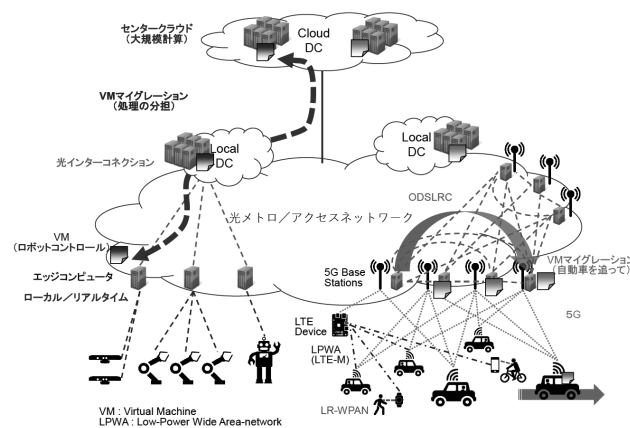 センタークラウド
(大規模計算)
Cloud
DC
VMマイグレーション
(処理の分担)
Local
DC
Local
DC
光インターコネクション
ODSLRC
光メトロ／アクセスネットワーク
VM
(ロボットコントロール)
VMマイグレーション
(自動車を追って)
エッジコンピュータ
5G Base
Stations
ローカル／リアルタイム
5G
LTE
Device
LPWA
(LTE-M)
LR-WPAN
VM : Virtual Machine
LPWA : Low-Power Wide Area-network